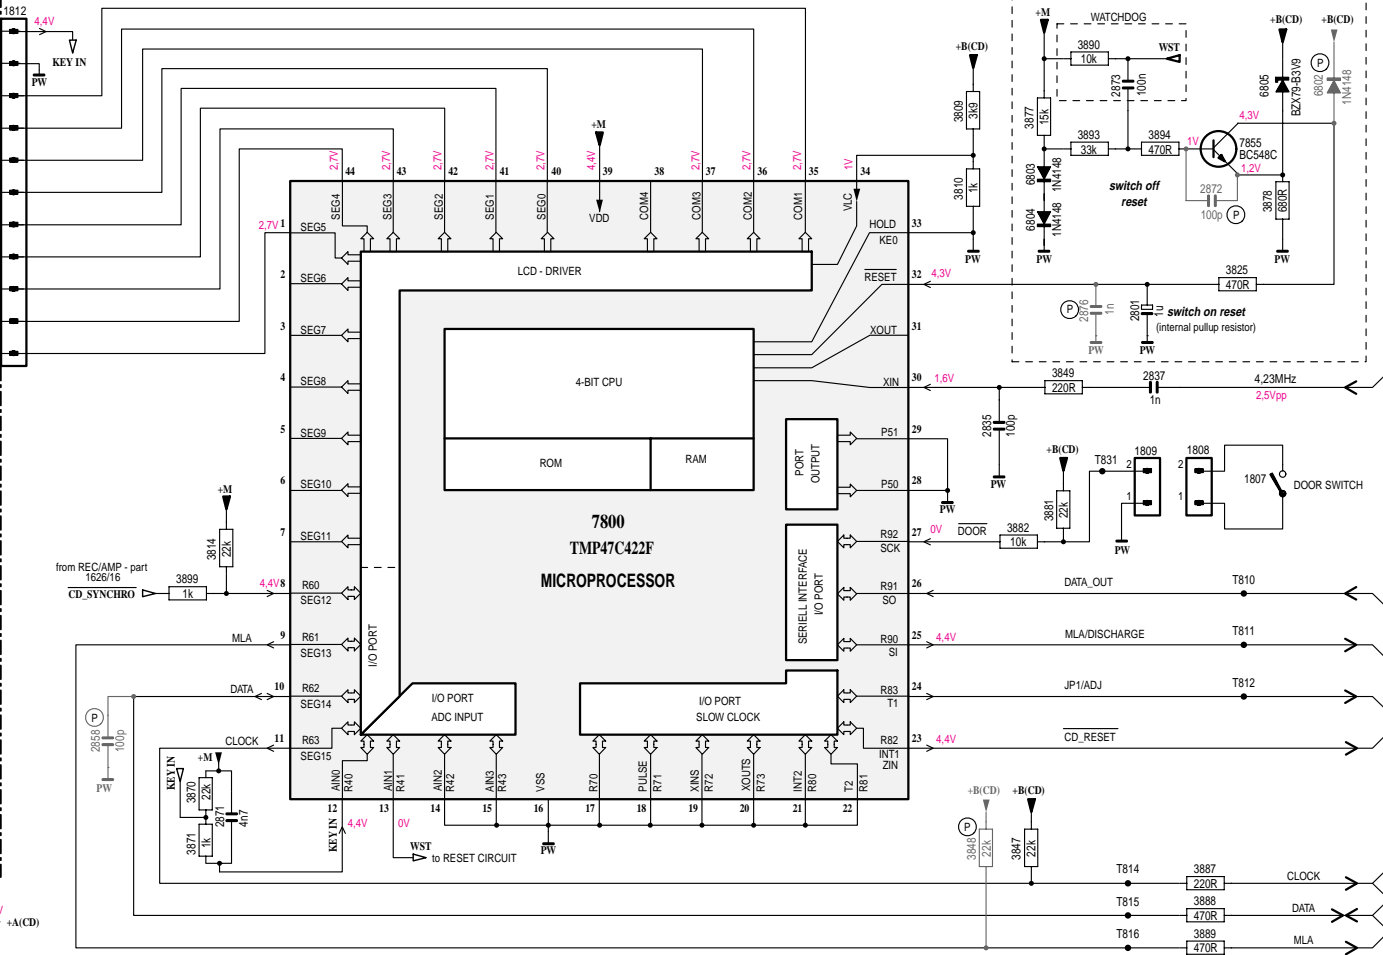 1812
4,4V
KEY IN
PW
+M
4,4V
VDD
2,7V 44 SEG4
2,7V 43 SEG3
2,7V 42 SEG2
2,7V 41 SEG1
2,7V 40 SEG0
39
38 COM4
2,7V 37 COM3
2,7V 36 COM2
2,7V 35 COM1
1V 34 VLC
+B(CD)
3809 3k9
3810 1k
PW
+M
WATCHDOG
3890 10k
WST
2873 100n
3877 15k
3893 33k
3894 470R
1V
4,3V
7855
BC548C
1,2V
6803 1N4148
6804 1N4148
PW
switch off
reset
2872
100p
P
3878 680R
PW
+B(CD)
6805 BZX79-B3V9
+B(CD)
P
6802 1N4148
3825
470R
P
2876 1n
PW
2801 1u
PW
switch on reset
(internal pullup resistor)
2,7V 1 SEG5
2 SEG6
3 SEG7
4 SEG8
5 SEG9
6 SEG10
7 SEG11
4,4V 8 R60
SEG12
MLA 9 R61
SEG13
DATA 10 R62
SEG14
CLOCK 11 R63
SEG15
LCD - DRIVER
4-BIT CPU
ROM
RAM
PORT
OUTPUT
7800
TMP47C422F
MICROPROCESSOR
SERIELL INTERFACE
I/O PORT
I/O PORT
I/O PORT
ADC INPUT
I/O PORT
SLOW CLOCK
HOLD 33
KE0
RESET 32 4,3V
XOUT 31
XIN 30 1,6V
P51 29
P50 28
PW
R92 27 0V
SCK
R91 26
SO
R90 25 4,4V
SI
R83 24
T1
R82 23 4,4V
INT1
ZIN
3849
220R
2837
1n
4,23MHz
2,5Vpp
2835 100p
PW
+B(CD)
3881 22k
T831
1809
2
1
PW
1808
2
1
1807
DOOR SWITCH
DOOR
3882
10k
DATA_OUT T810
MLA/DISCHARGE T811
JP1/ADJ T812
CD_RESET
+M
3814 22k
from REC/AMP - part
1626/16
CD_SYNCHRO
3899
1k
P
2858 100p
PW
KEY IN
+M
3870 22k
3871 1k
2871 4n7
AIN0 R40
AIN1 R41
AIN2 R42
AIN3 R43
VSS
R70
PULSE R71
XINS R72
XOUTS R73
INT2 R80
T2 R81
12
13
14
15
16
17
18
19
20
21
22
KEY IN
4,4V
0V
WST
to RESET CIRCUIT
PW
+B(CD)
P
3848 22k
+B(CD)
3847 22k
T814 3887 CLOCK
220R
T815 3888 DATA
470R
T816 3889 MLA
470R
+A(CD)